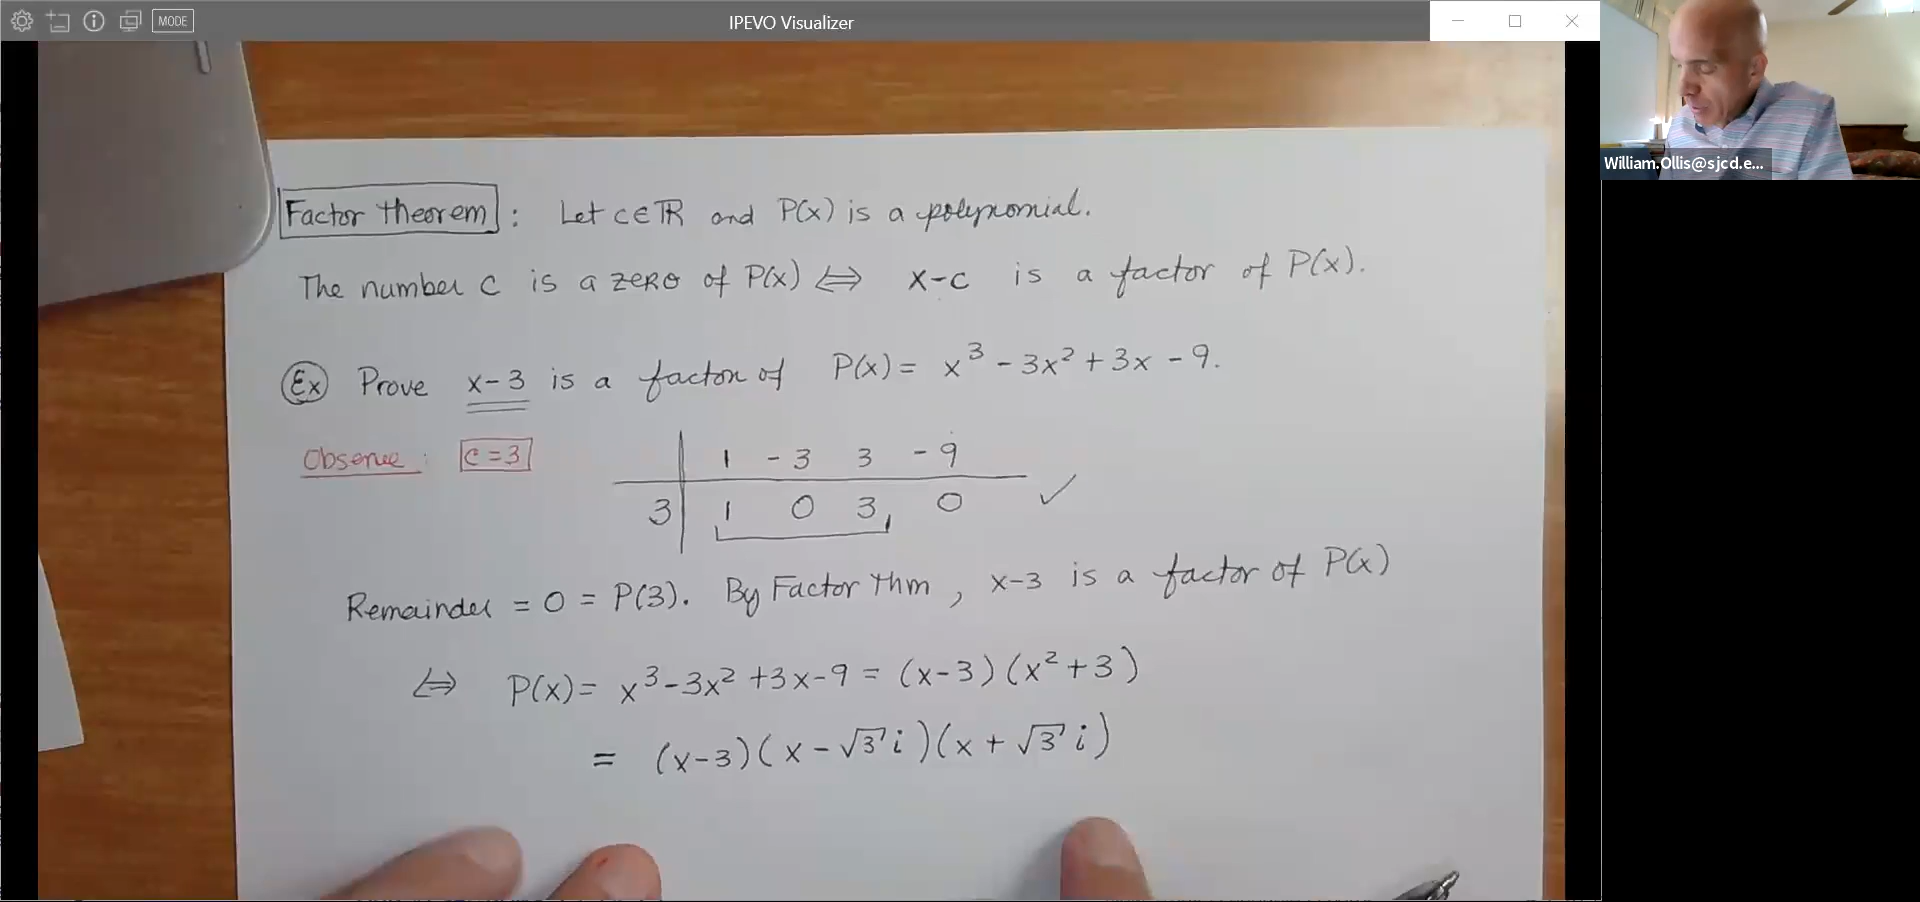 MODE
IPEVO Visualizer
William.Ollis@sjcd.e...
Factor Theorem : Let c∈ℝ and P(x) is a polynomial.
The number c is a zero of P(x) ⇔ x-c is a factor of P(x).
Ex Prove x-3 is a factor of P(x) = x³ - 3x² + 3x - 9.
Observe : c = 3
1 -3 3 -9
3 1 0 3 0 ✓
Remainder = 0 = P(3). By Factor Thm, x-3 is a factor of P(x)
⇔ P(x) = x³-3x²+3x-9 = (x-3)(x²+3)
= (x-3)(x-√3 i)(x+√3 i)